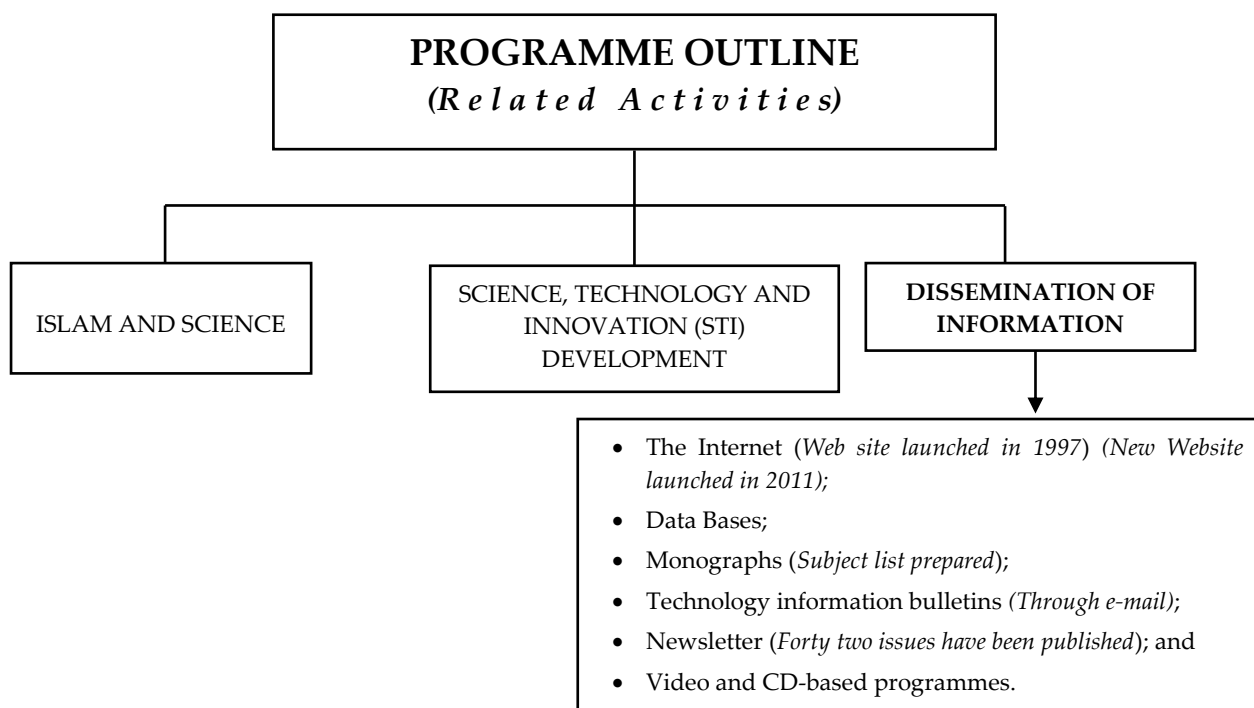 PROGRAMME OUTLINE
(Related Activities)
ISLAM AND SCIENCE
SCIENCE, TECHNOLOGY AND
INNOVATION (STI)
DEVELOPMENT
DISSEMINATION OF
INFORMATION
• The Internet (Web site launched in 1997) (New Website
launched in 2011);
• Data Bases;
• Monographs (Subject list prepared);
• Technology information bulletins (Through e-mail);
• Newsletter (Forty two issues have been published); and
• Video and CD-based programmes.